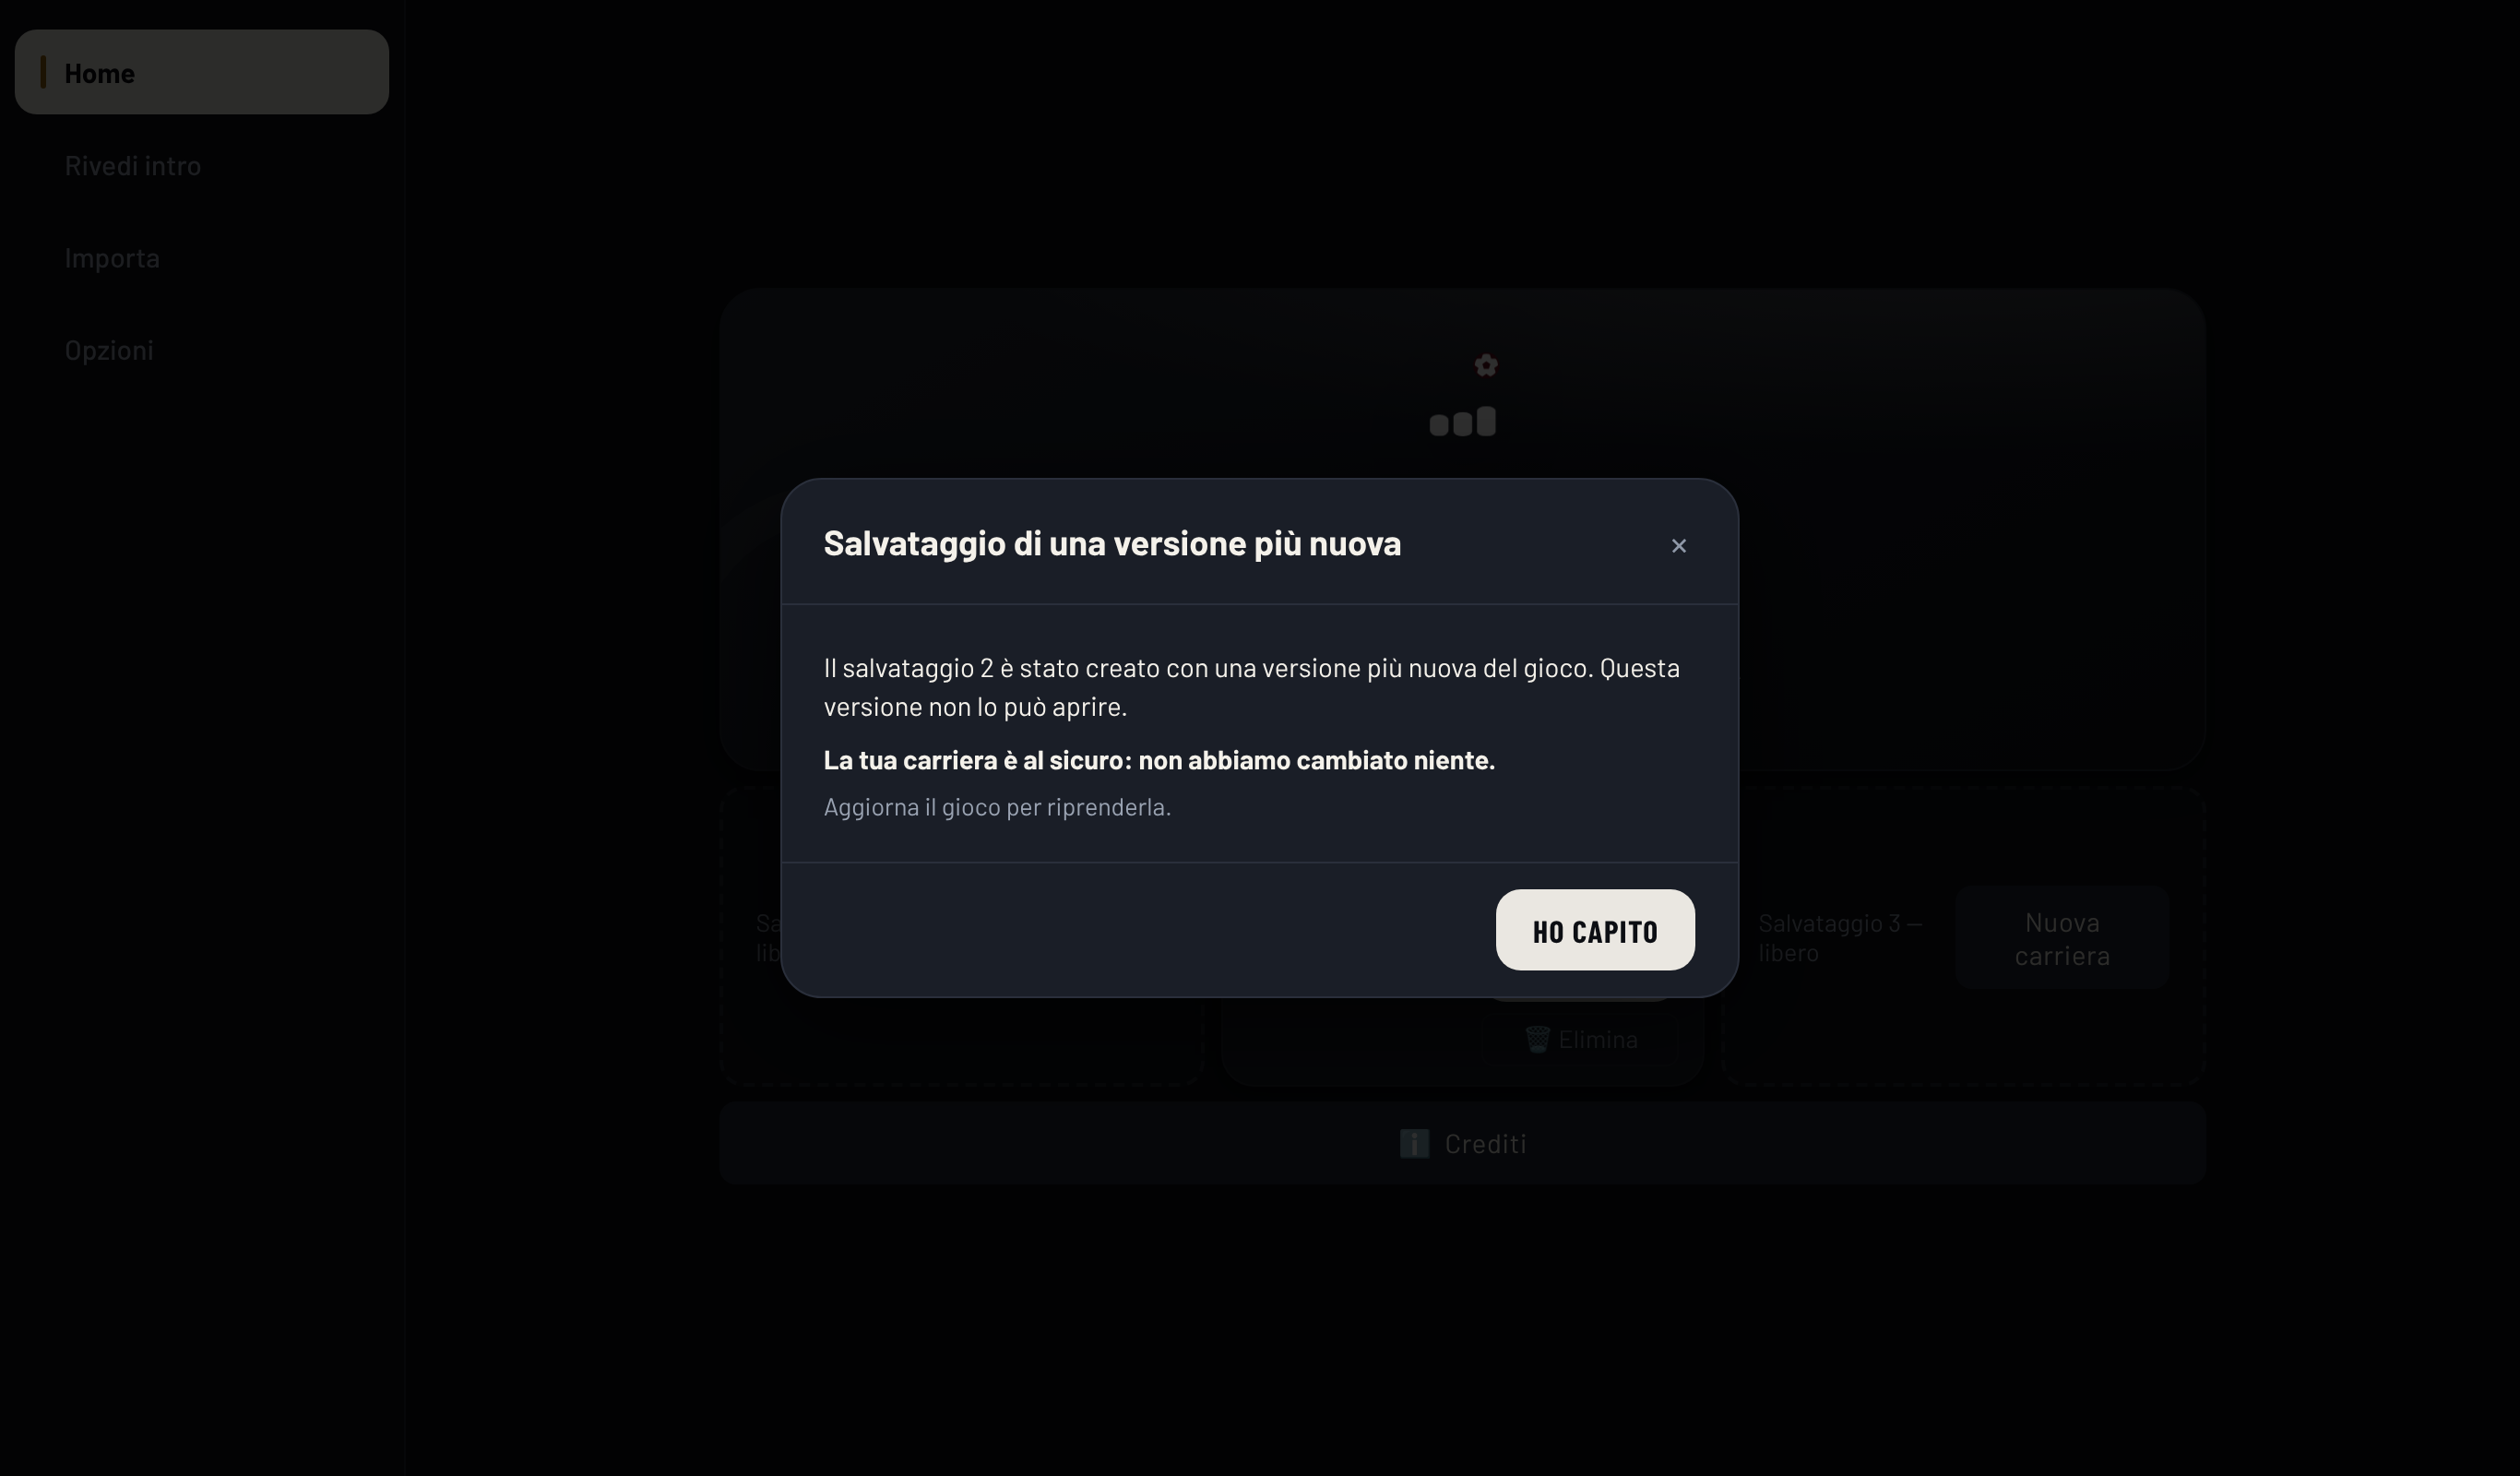 Home
Rivedi intro
Importa
Opzioni
Salvataggio di una versione più nuova
×
Il salvataggio 2 è stato creato con una versione più nuova del gioco. Questa
versione non lo può aprire.
La tua carriera è al sicuro: non abbiamo cambiato niente.
Aggiorna il gioco per riprenderla.
HO CAPITO
Salvataggio 3 –
libero
Nuova
carriera
Elimina
Crediti